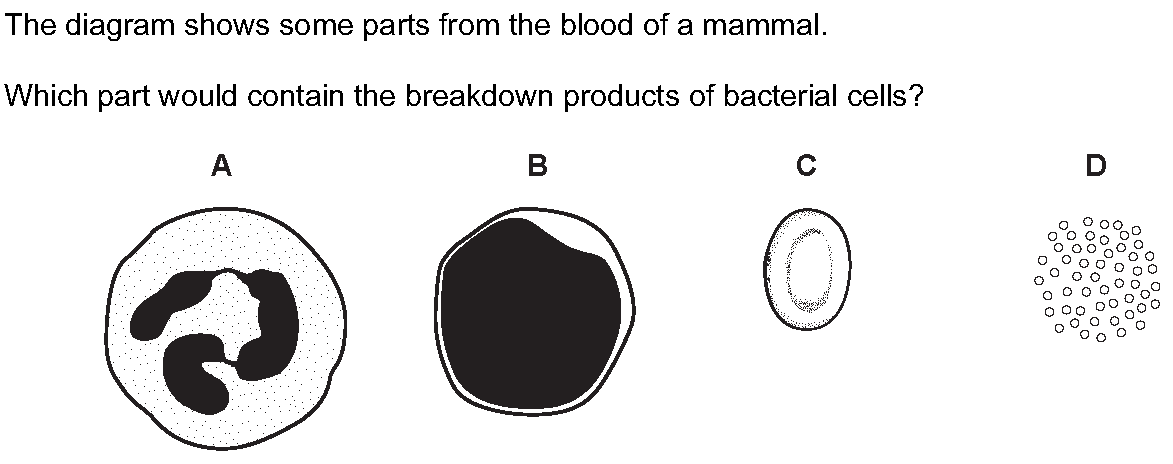 The diagram shows some parts from the blood of a mammal.
Which part would contain the breakdown products of bacterial cells?
A B C D